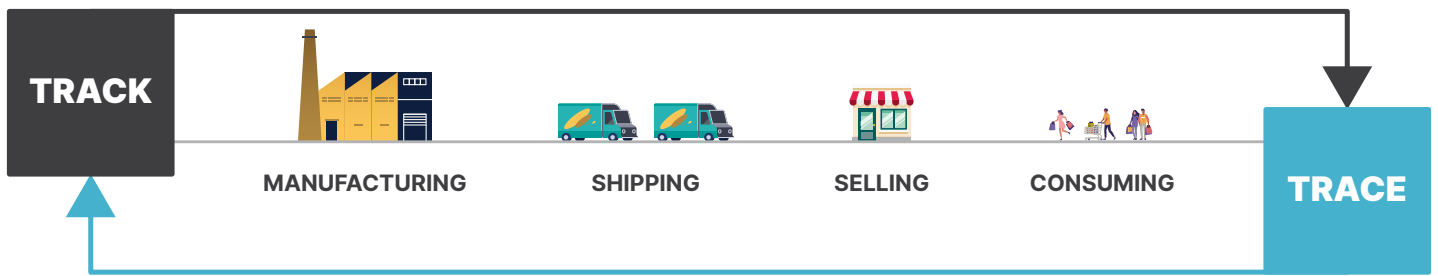 TRACK
MANUFACTURING
SHIPPING
SELLING
CONSUMING
TRACE